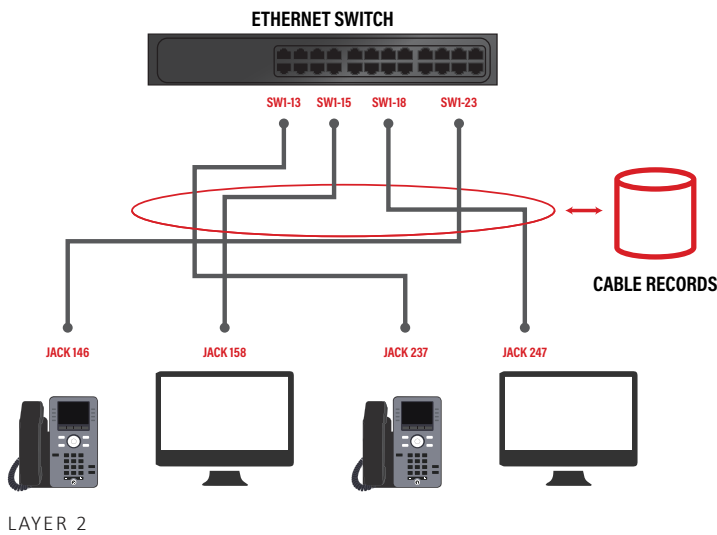 ETHERNET SWITCH
SW1-13 SW1-15 SW1-18 SW1-23
CABLE RECORDS
JACK 146 JACK 158 JACK 237 JACK 247
LAYER 2